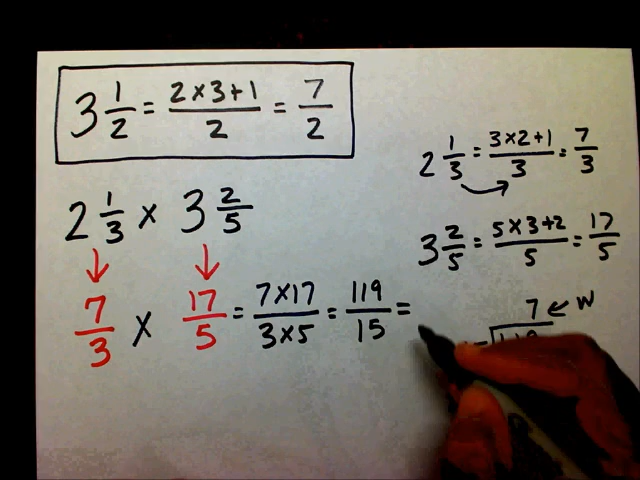 3 1/2 = (2×3+1)/2 = 7/2
2 1/3 × 3 2/5
7/3 × 17/5 = (7×17)/(3×5) = 119/15 =
2 1/3 = (3×2+1)/3 = 7/3
3 2/5 = (5×3+2)/5 = 17/5
7 ← W